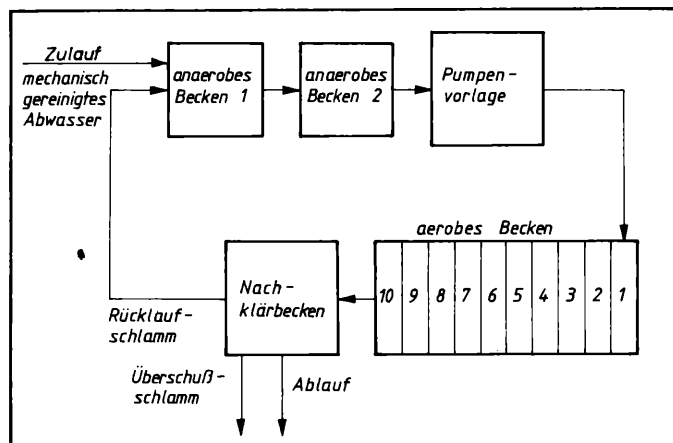 Zulauf
mechanisch
gereinigtes
Abwasser
anaerobes
Becken 1
anaerobes
Becken 2
Pumpen-
vorlage
aerobes Becken
10 9 8 7 6 5 4 3 2 1
Nach-
klärbecken
Rücklauf-
schlamm
Überschuß-
schlamm
Ablauf